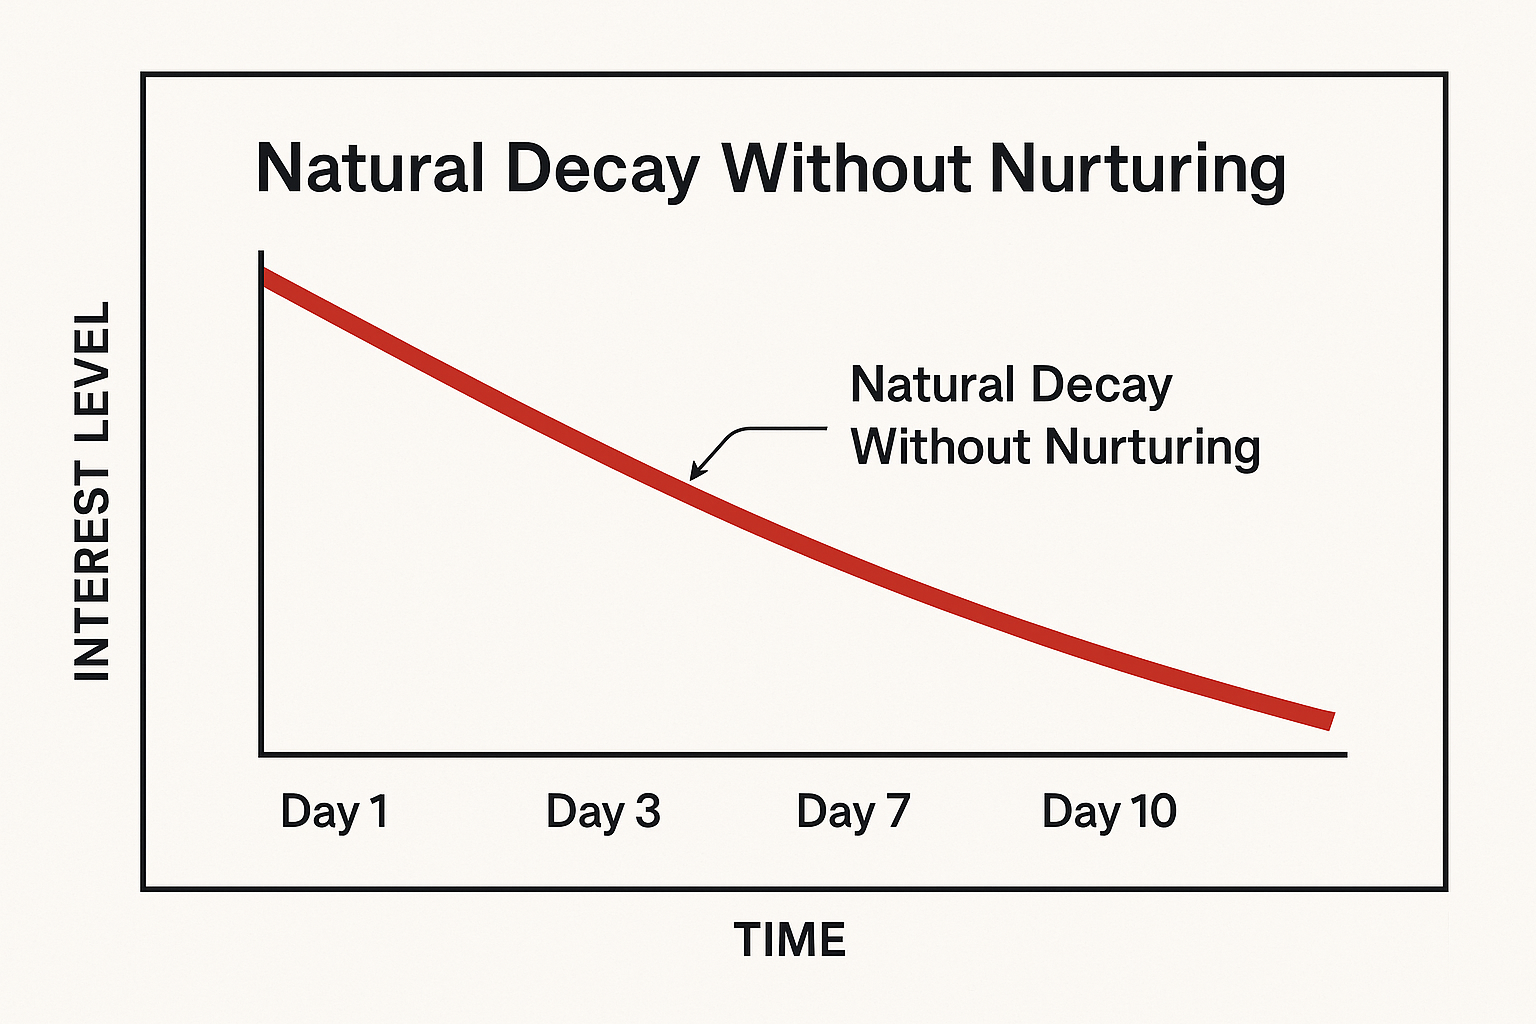 Natural Decay Without Nurturing
INTEREST LEVEL
Natural Decay
Without Nurturing
Day 1
Day 3
Day 7
Day 10
TIME